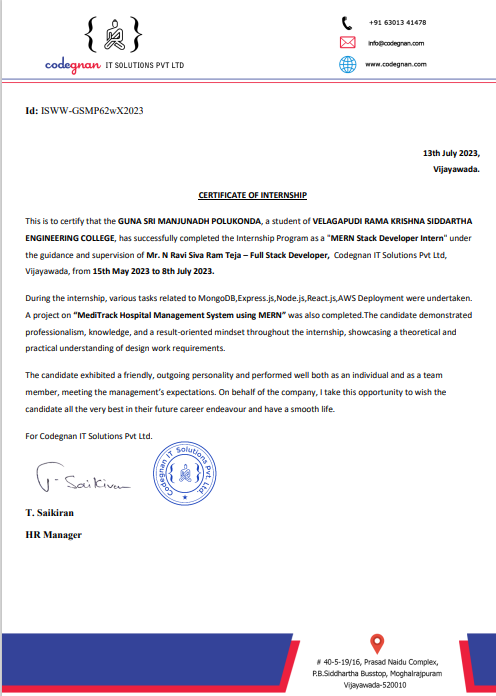 +91 63013 41478
info@codegnan.com
codegnan IT SOLUTIONS PVT LTD
www.codegnan.com
Id: ISWW-GSMP62wX2023
13th July 2023,
Vijayawada.
CERTIFICATE OF INTERNSHIP
This is to certify that the GUNA SRI MANJUNADH POLUKONDA, a student of VELAGAPUDI RAMA KRISHNA SIDDARTHA
ENGINEERING COLLEGE, has successfully completed the Internship Program as a "MERN Stack Developer Intern" under
the guidance and supervision of Mr. N Ravi Siva Ram Teja – Full Stack Developer, Codegnan IT Solutions Pvt Ltd,
Vijayawada, from 15th May 2023 to 8th July 2023.
During the internship, various tasks related to MongoDB,Express.js,Node.js,React.js,AWS Deployment were undertaken.
A project on “MediTrack Hospital Management System using MERN” was also completed.The candidate demonstrated
professionalism, knowledge, and a result-oriented mindset throughout the internship, showcasing a theoretical and
practical understanding of design work requirements.
The candidate exhibited a friendly, outgoing personality and performed well both as an individual and as a team
member, meeting the management’s expectations. On behalf of the company, I take this opportunity to wish the
candidate all the very best in their future career endeavour and have a smooth life.
For Codegnan IT Solutions Pvt Ltd.
T. Saikiran
Codegnan IT Solutions Pvt. Ltd.
T. Saikiran
HR Manager
# 40-5-19/16, Prasad Naidu Complex,
P.B.Siddhartha Busstop, Moghalrajpuram
Vijayawada-520010